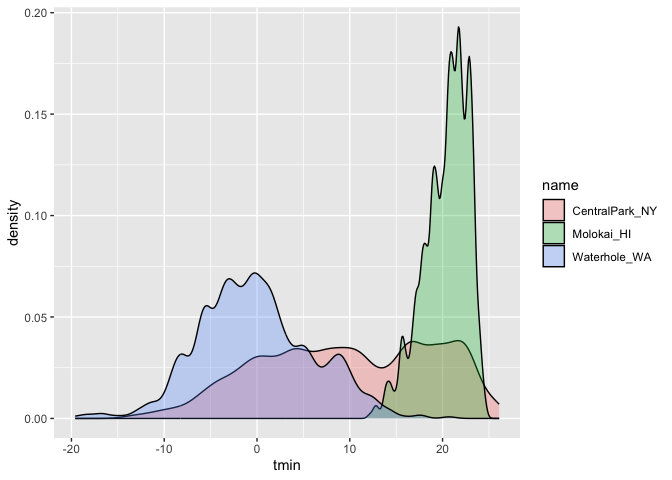 0.20
0.15
0.10
0.05
0.00
density
-20 -10 0 10 20
tmin
name
CentralPark_NY
Molokai_HI
Waterhole_WA